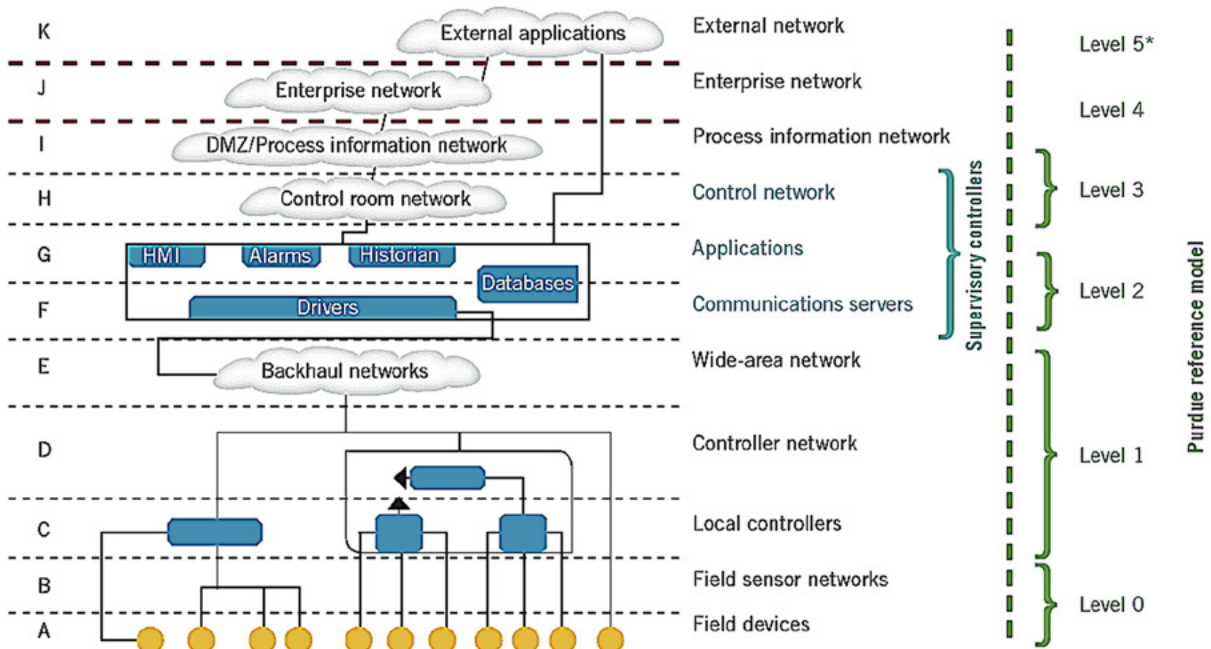 K
External applications
External network
Level 5*
J
Enterprise network
Enterprise network
Level 4
I
DMZ/Process information network
Process information network
H
Control room network
Control network
Level 3
G
HMI
Alarms
Historian
Applications
Databases
Level 2
F
Drivers
Communications servers
Supervisory controllers
E
Backhaul networks
Wide-area network
D
Controller network
Level 1
C
Local controllers
B
Field sensor networks
Level 0
A
Field devices
Purdue reference model